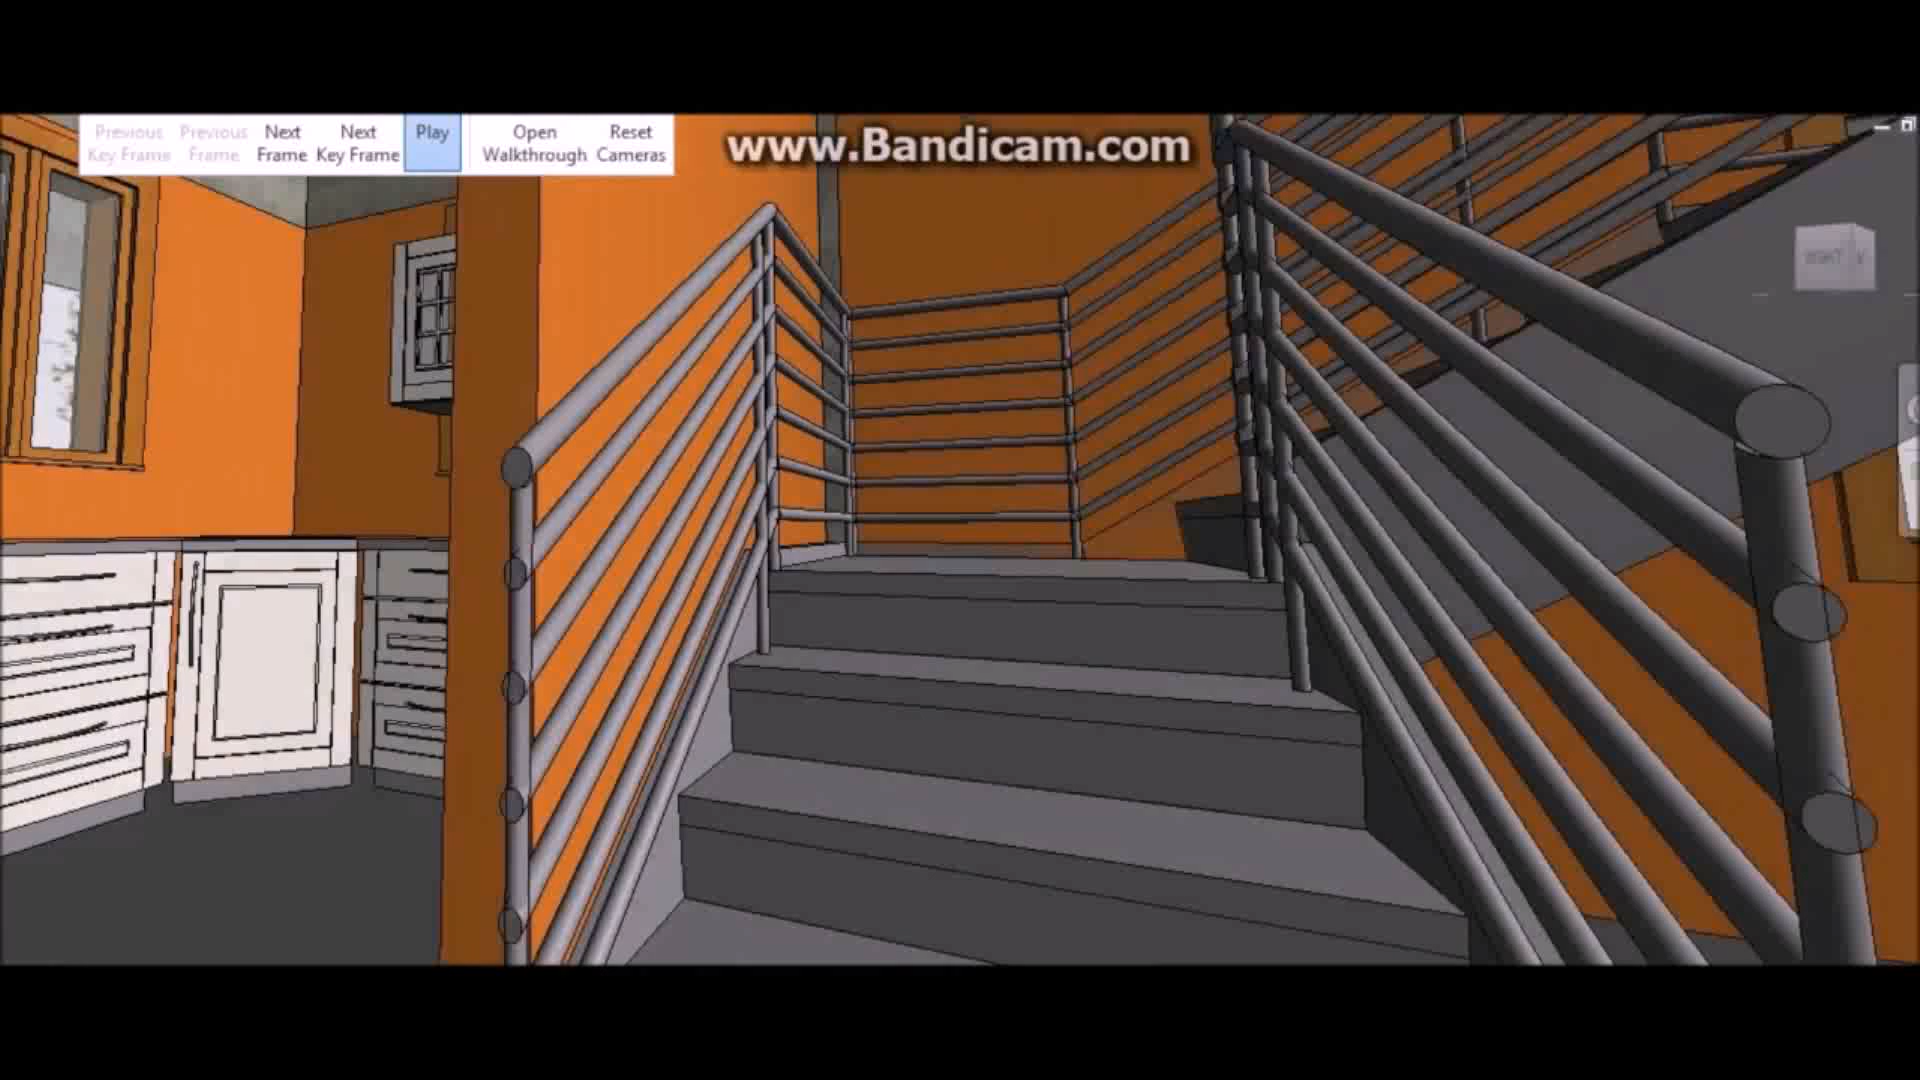 Previous Key Frame
Previous Frame
Next Frame
Next Key Frame
Play
Open Walkthrough
Reset Cameras
www.Bandicam.com